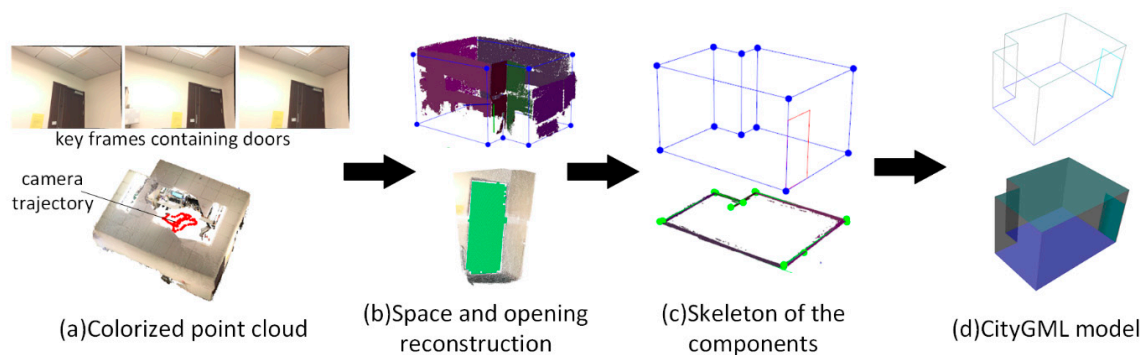 key frames containing doors
camera
trajectory
(a)Colorized point cloud
(b)Space and opening
reconstruction
(c)Skeleton of the
components
(d)CityGML model